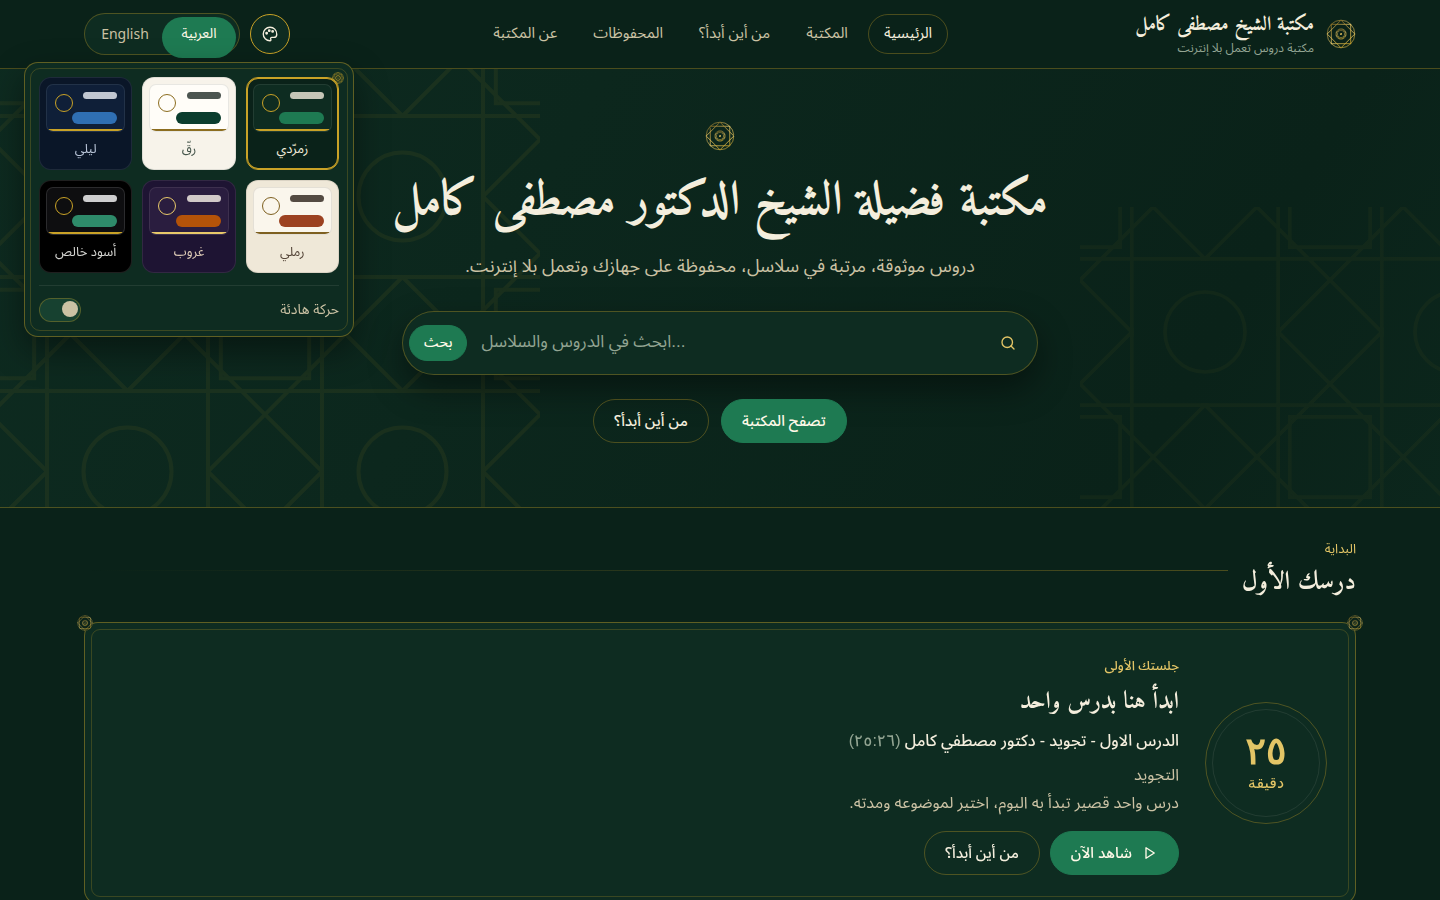 مكتبة الشيخ مصطفى كامل
مكتبة دروس تعمل بلا إنترنت
الرئيسية
المكتبة
من أين أبدأ؟
المحفوظات
عن المكتبة
العربية
English
زمرّدي
رقّ
ليلي
رملي
غروب
أسود خالص
حركة هادئة
مكتبة فضيلة الشيخ الدكتور مصطفى كامل
دروس موثوقة، مرتبة في سلاسل، محفوظة على جهازك وتعمل بلا إنترنت.
ابحث في الدروس والسلاسل...
بحث
تصفح المكتبة
من أين أبدأ؟
البداية
درسك الأول
٢٥
دقيقة
جلستك الأولى
ابدأ هنا بدرس واحد
الدرس الاول - تجويد - دكتور مصطفي كامل (٢٥:٢٦)
التجويد
درس واحد قصير تبدأ به اليوم، اختير لموضوعه ومدته.
شاهد الآن
من أين أبدأ؟